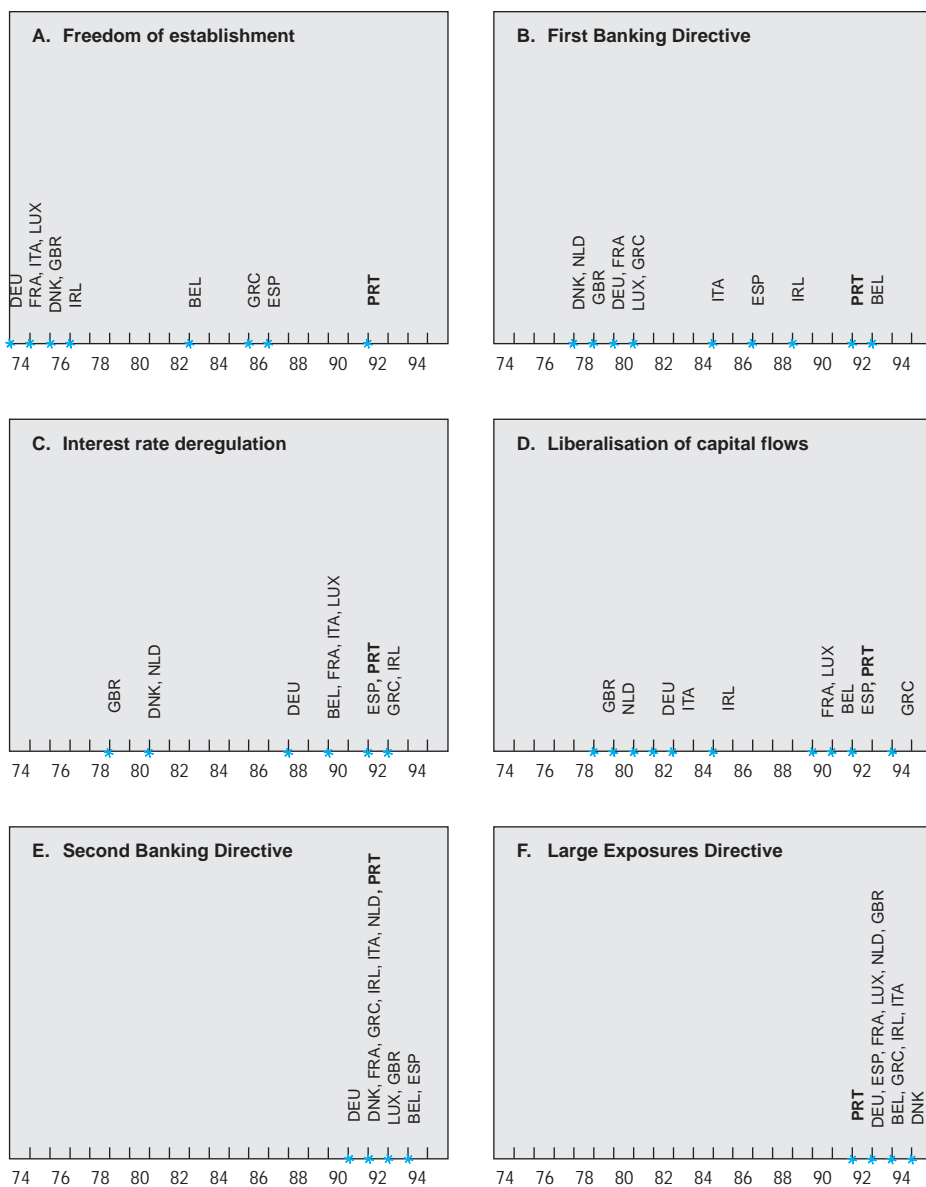 A. Freedom of establishment
DEU
FRA, ITA, LUX
DNK, GBR
IRL
BEL
GRC
ESP
PRT
74 76 78 80 82 84 86 88 90 92 94
B. First Banking Directive
DNK, NLD
GBR
DEU, FRA
LUX, GRC
ITA
ESP
IRL
PRT
BEL
74 76 78 80 82 84 86 88 90 92 94
C. Interest rate deregulation
GBR
DNK, NLD
DEU
BEL, FRA, ITA, LUX
ESP, PRT
GRC, IRL
74 76 78 80 82 84 86 88 90 92 94
D. Liberalisation of capital flows
GBR
NLD
DEU
ITA
IRL
FRA, LUX
BEL
ESP, PRT
GRC
74 76 78 80 82 84 86 88 90 92 94
E. Second Banking Directive
DEU
DNK, FRA, GRC, IRL, ITA, NLD, PRT
LUX, GBR
BEL, ESP
74 76 78 80 82 84 86 88 90 92 94
F. Large Exposures Directive
PRT
DEU, ESP, FRA, LUX, NLD, GBR
BEL, GRC, IRL, ITA
DNK
74 76 78 80 82 84 86 88 90 92 94